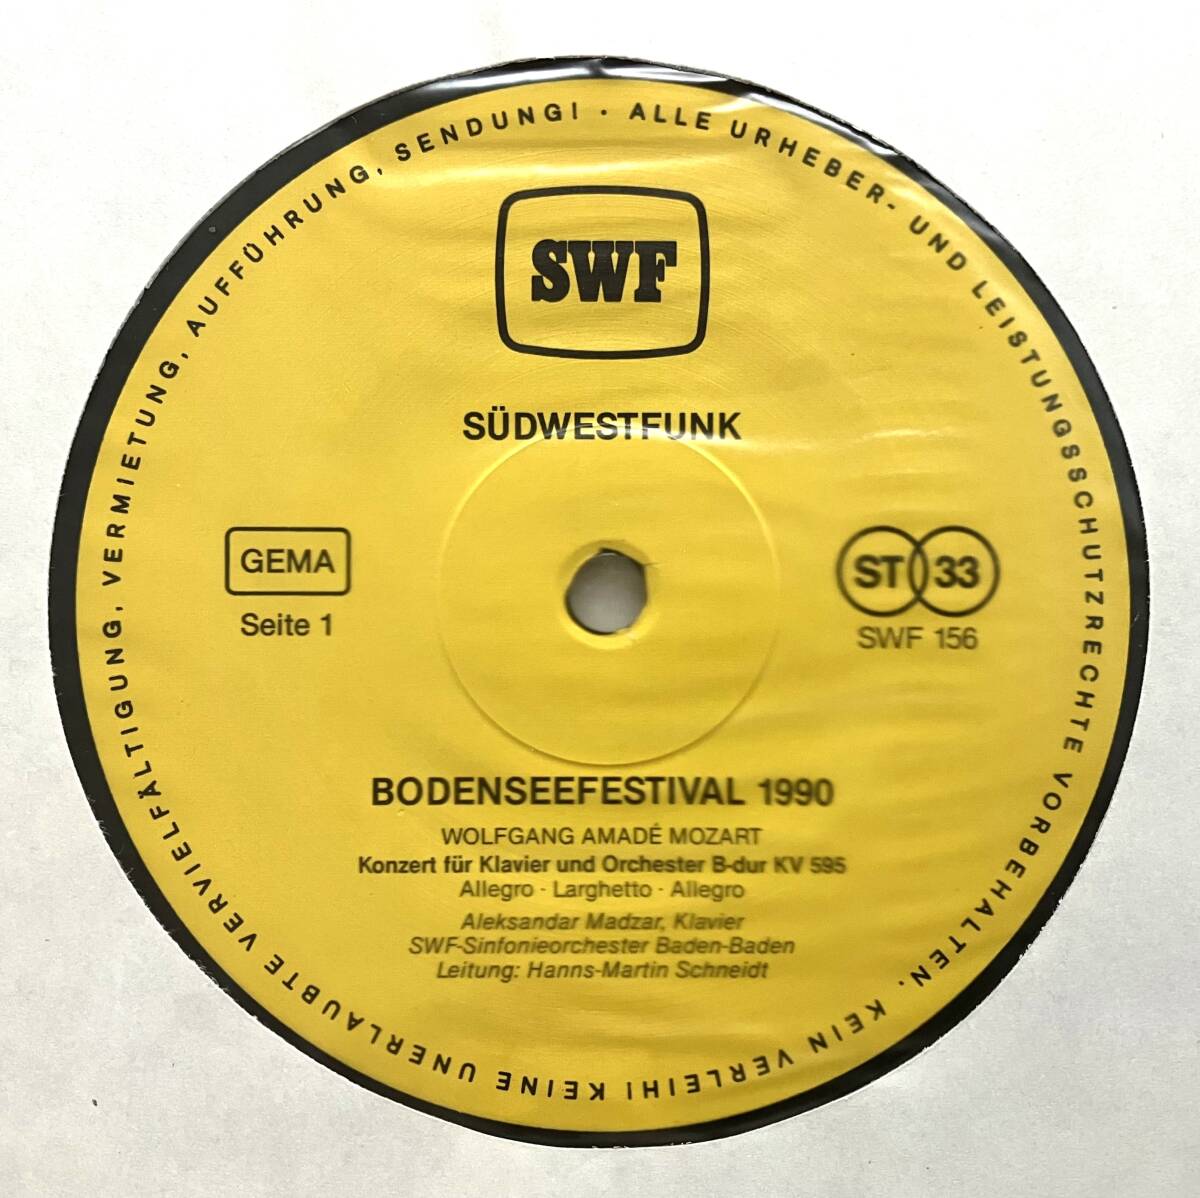 ALLE URHEBER- UND LEISTUNGSSCHUTZRECHTE VORBEHALTEN. KEIN VERLEIH! KEINE UNERLAUBTE VERVIELFÄLTIGUNG, VERMIETUNG, AUFFÜHRUNG, SENDUNG! ·
SWF
SÜDWESTFUNK
GEMA
Seite 1
ST 33
SWF 156
BODENSEEFESTIVAL 1990
WOLFGANG AMADÉ MOZART
Konzert für Klavier und Orchester B-dur KV 595
Allegro · Larghetto · Allegro
Aleksandar Madzar, Klavier
SWF-Sinfonieorchester Baden-Baden
Leitung: Hanns-Martin Schneidt